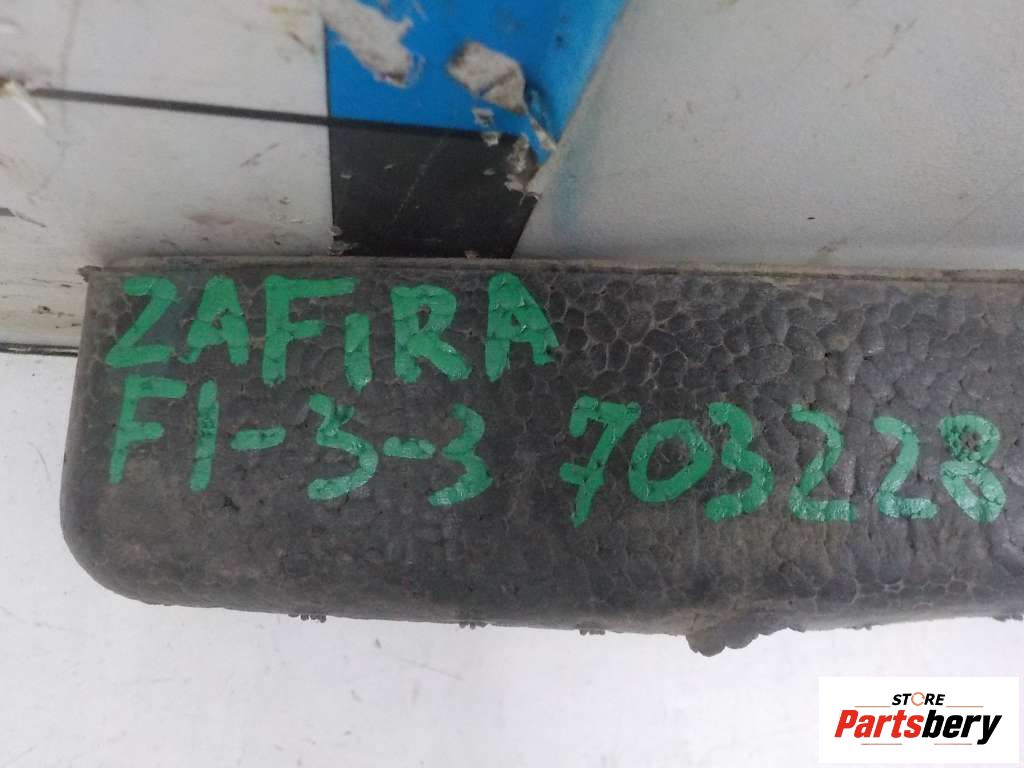 ZAFIRA
F1-3-3 703228
STORE
Partsbery